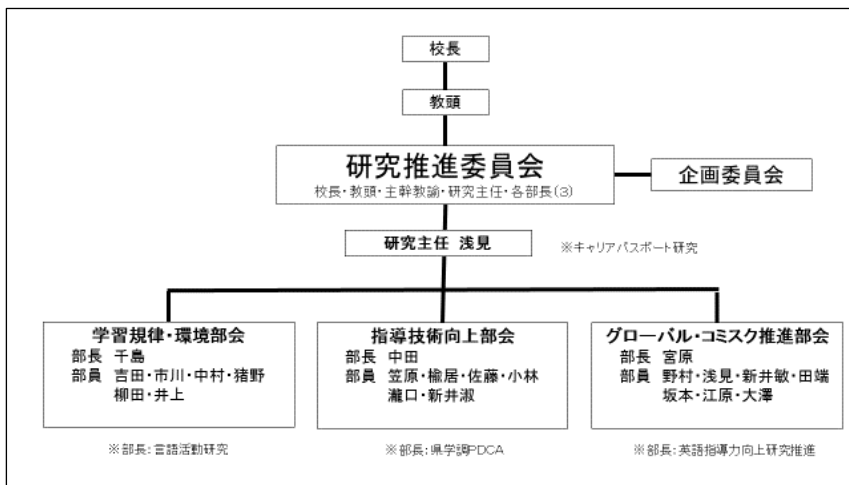 校長
教頭
研究推進委員会
校長・教頭・主幹教諭・研究主任・各部長(3)
企画委員会
研究主任 浅見
※キャリアパスポート研究
学習規律・環境部会
部長 千島
部員 吉田・市川・中村・猪野
柳田・井上
※部長:言語活動研究
指導技術向上部会
部長 中田
部員 笠原・楡居・佐藤・小林
瀧口・新井淑
※部長:県学調PDCA
グローバル・コミスク推進部会
部長 宮原
部員 野村・浅見・新井敏・田端
坂本・江原・大澤
※部長:英語指導力向上研究推進